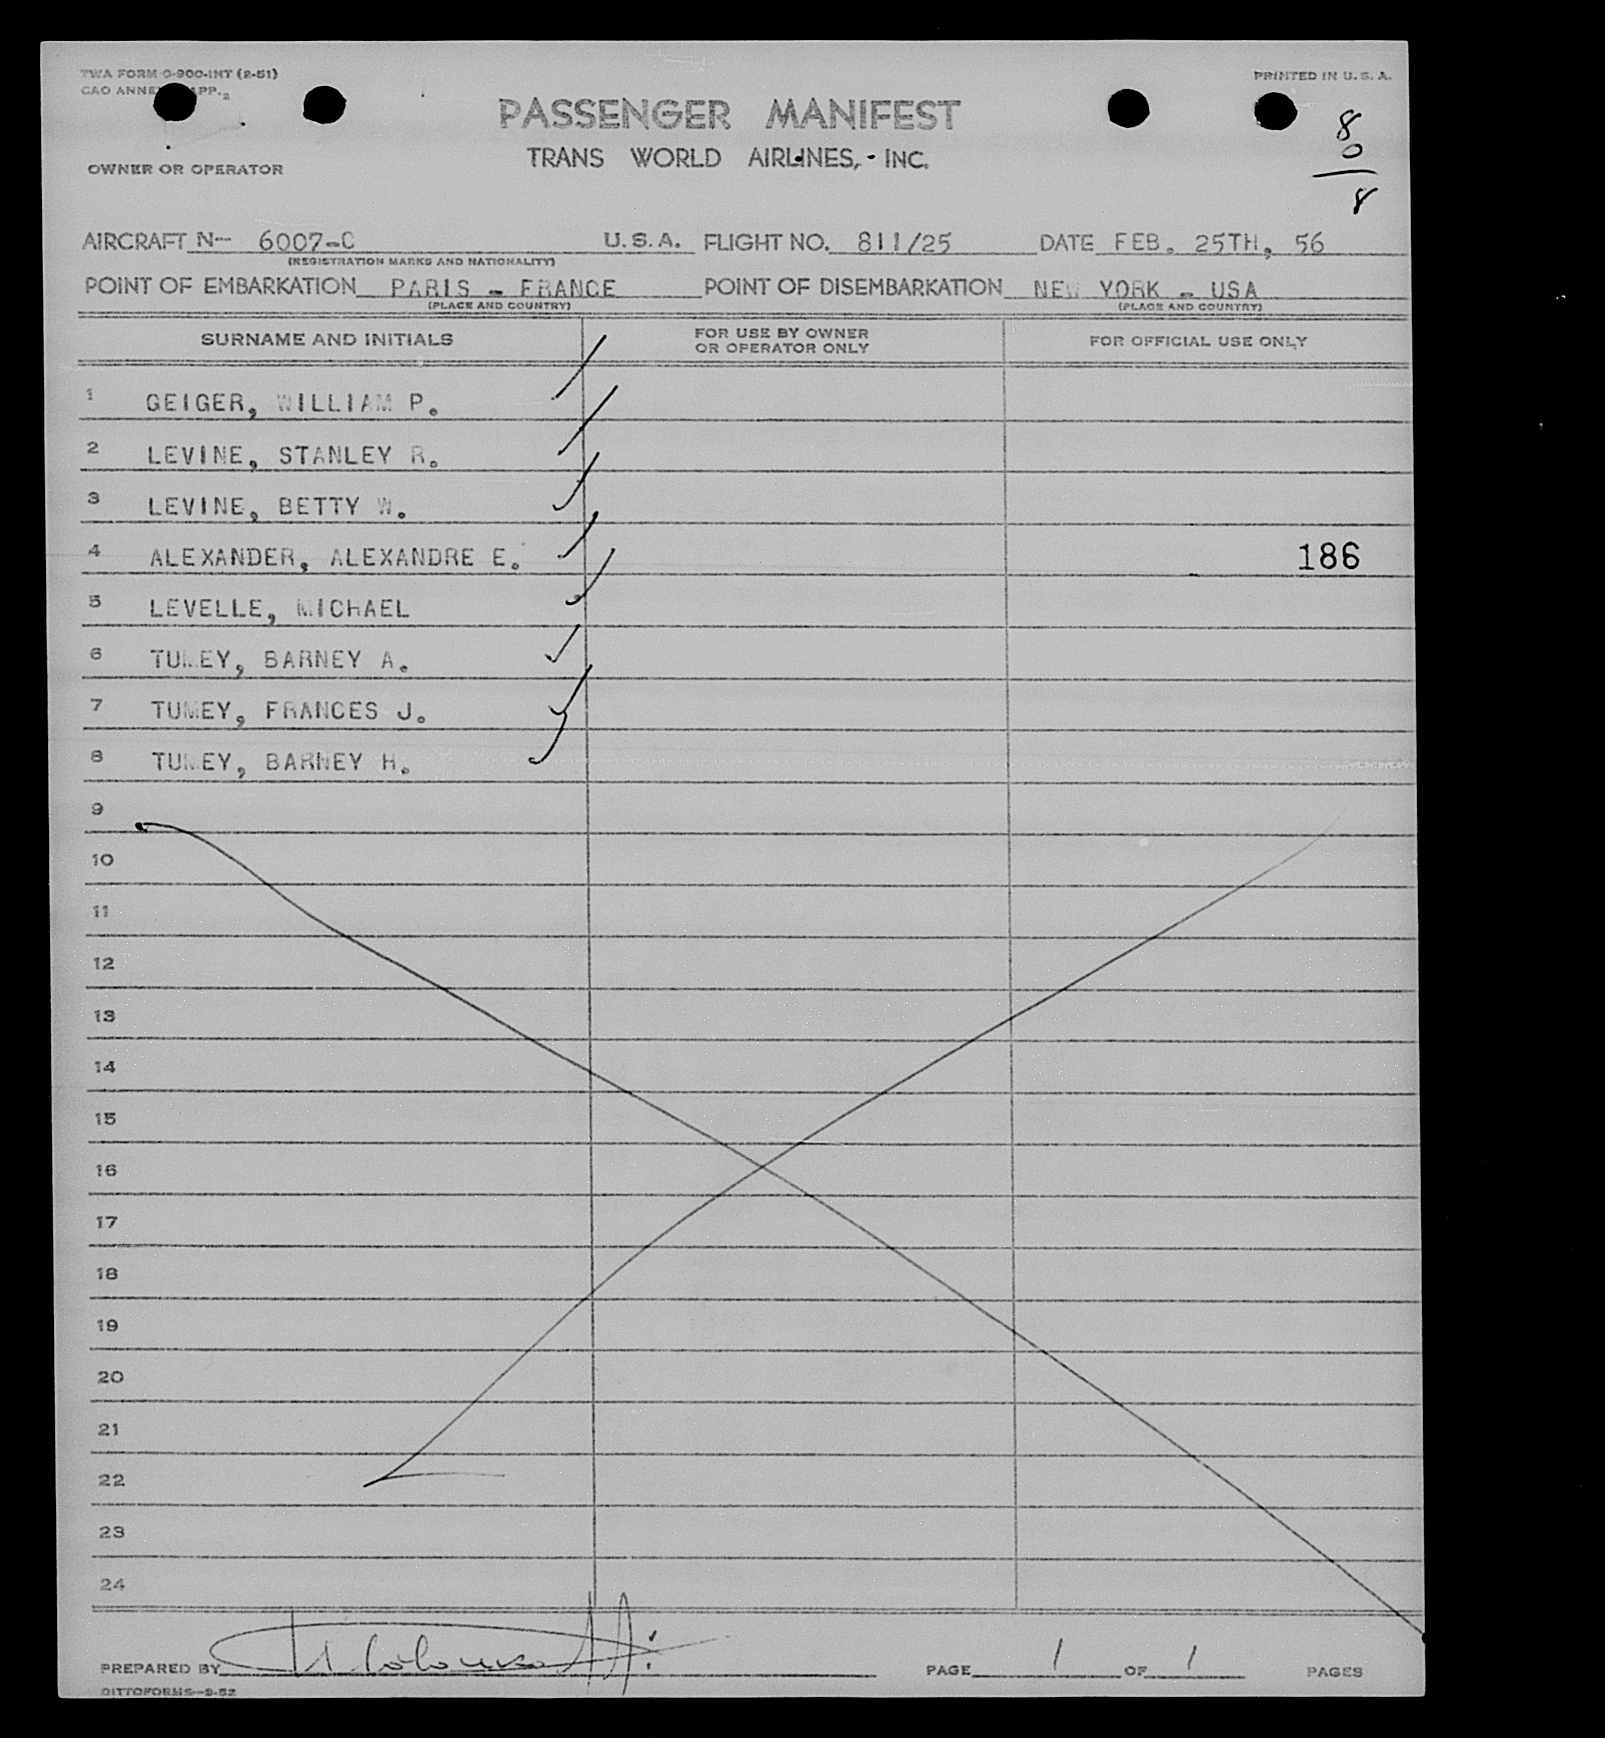 TWA FORM O-900-INT (2-51)
PRINTED IN U. S. A.
CAO ANNE APP. 2
PASSENGER MANIFEST
8
0
8
TRANS WORLD AIRLINES, - INC.
OWNER OR OPERATOR
AIRCRAFT N-- 6007-C U. S. A. FLIGHT NO. 811/25 DATE FEB. 25TH, 56
(REGISTRATION MARKS AND NATIONALITY)
POINT OF EMBARKATION PARIS - FRANCE POINT OF DISEMBARKATION NEW YORK - USA
(PLACE AND COUNTRY) (PLACE AND COUNTRY)
SURNAME AND INITIALS FOR USE BY OWNER OR OPERATOR ONLY FOR OFFICIAL USE ONLY
1 GEIGER, WILLIAM P.
2 LEVINE, STANLEY R.
3 LEVINE, BETTY W.
4 ALEXANDER, ALEXANDRE E. 186
5 LEVELLE, MICHAEL
6 TUMEY, BARNEY A.
7 TUMEY, FRANCES J.
8 TUMEY, BARNEY H.
9
10
11
12
13
14
15
16
17
18
19
20
21
22
23
24
PREPARED BY PAGE 1 OF 1 PAGES
DITTOFORMS--9-52